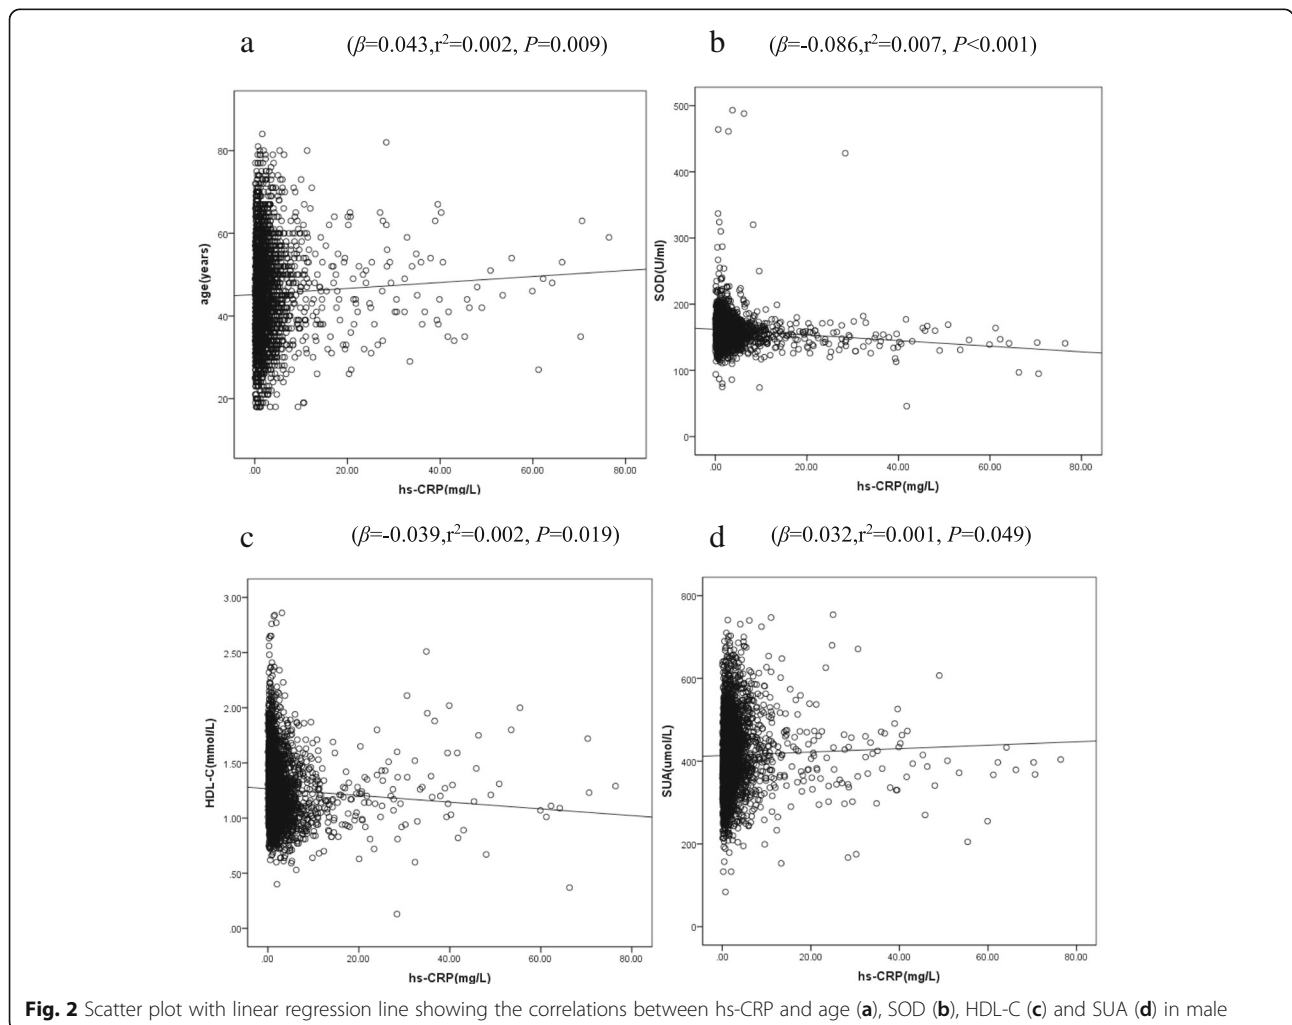 a (β=0.043,r²=0.002, P=0.009)
b (β=-0.086,r²=0.007, P<0.001)
80
60
40
20
age(years)
.00 20.00 40.00 60.00 80.00
hs-CRP(mg/L)
500
400
300
200
100
0
SOD(U/ml)
.00 20.00 40.00 60.00 80.00
hs-CRP(mg/L)
c (β=-0.039,r²=0.002, P=0.019)
d (β=0.032,r²=0.001, P=0.049)
3.00
2.50
2.00
1.50
1.00
.50
.00
HDL-C(mmol/L)
.00 20.00 40.00 60.00 80.00
hs-CRP(mg/L)
800
600
400
200
0
SUA(umol/L)
.00 20.00 40.00 60.00 80.00
hs-CRP(mg/L)
Fig. 2 Scatter plot with linear regression line showing the correlations between hs-CRP and age (a), SOD (b), HDL-C (c) and SUA (d) in male